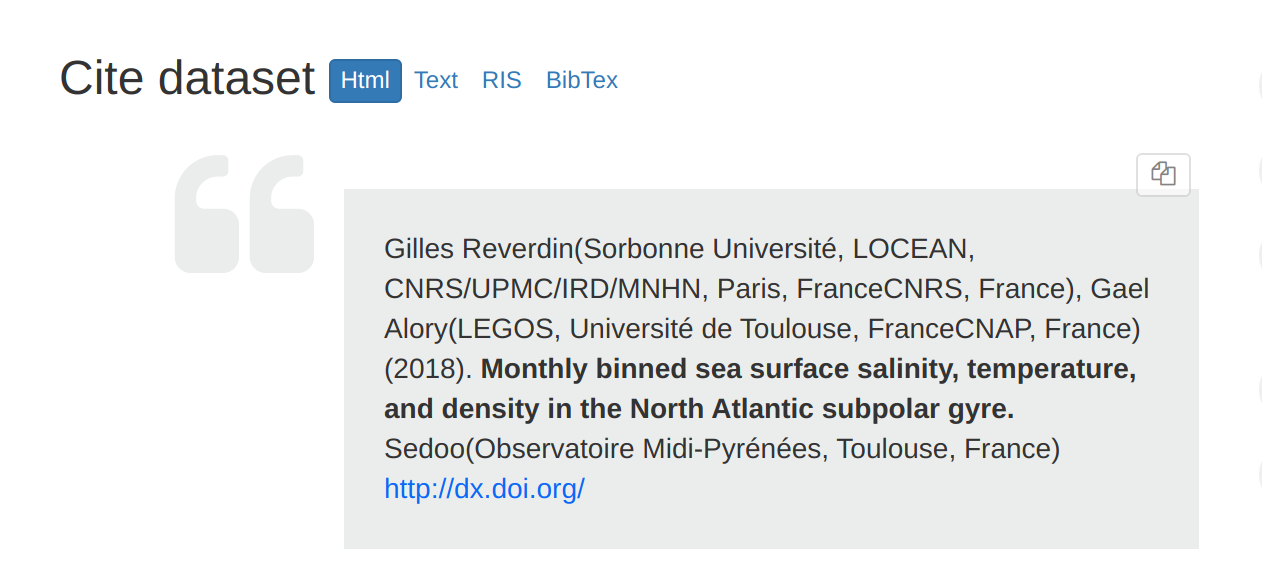 Cite dataset Html Text RIS BibTex
Gilles Reverdin(Sorbonne Université, LOCEAN,
CNRS/UPMC/IRD/MNHN, Paris, FranceCNRS, France), Gael
Alory(LEGOS, Université de Toulouse, FranceCNAP, France)
(2018). Monthly binned sea surface salinity, temperature,
and density in the North Atlantic subpolar gyre.
Sedoo(Observatoire Midi-Pyrénées, Toulouse, France)
http://dx.doi.org/